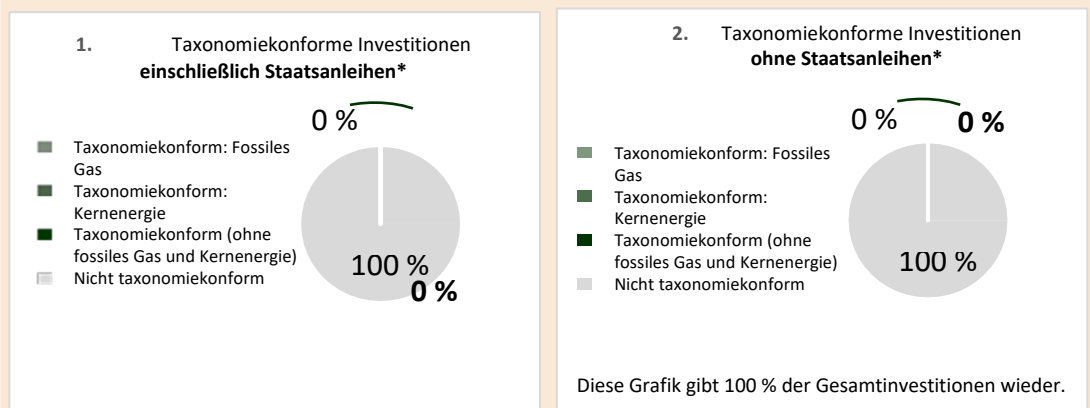 1. Taxonomiekonforme Investitionen
einschließlich Staatsanleihen*
0 %
Taxonomiekonform: Fossiles
Gas
Taxonomiekonform:
Kernenergie
Taxonomiekonform (ohne
fossiles Gas und Kernenergie)
Nicht taxonomiekonform
100 %
0 %
2. Taxonomiekonforme Investitionen
ohne Staatsanleihen*
0 % 0 %
Taxonomiekonform: Fossiles
Gas
Taxonomiekonform:
Kernenergie
Taxonomiekonform (ohne
fossiles Gas und Kernenergie)
Nicht taxonomiekonform
100 %
Diese Grafik gibt 100 % der Gesamtinvestitionen wieder.